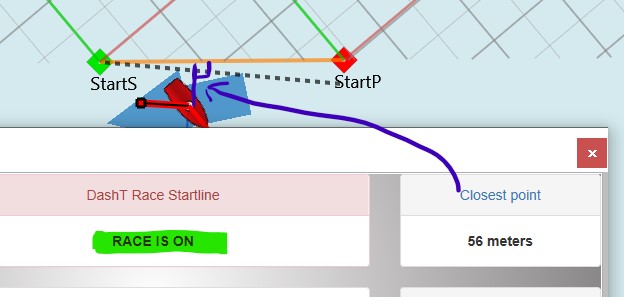 StartS
StartP
×
DashT Race Startline
Closest point
RACE IS ON
56 meters